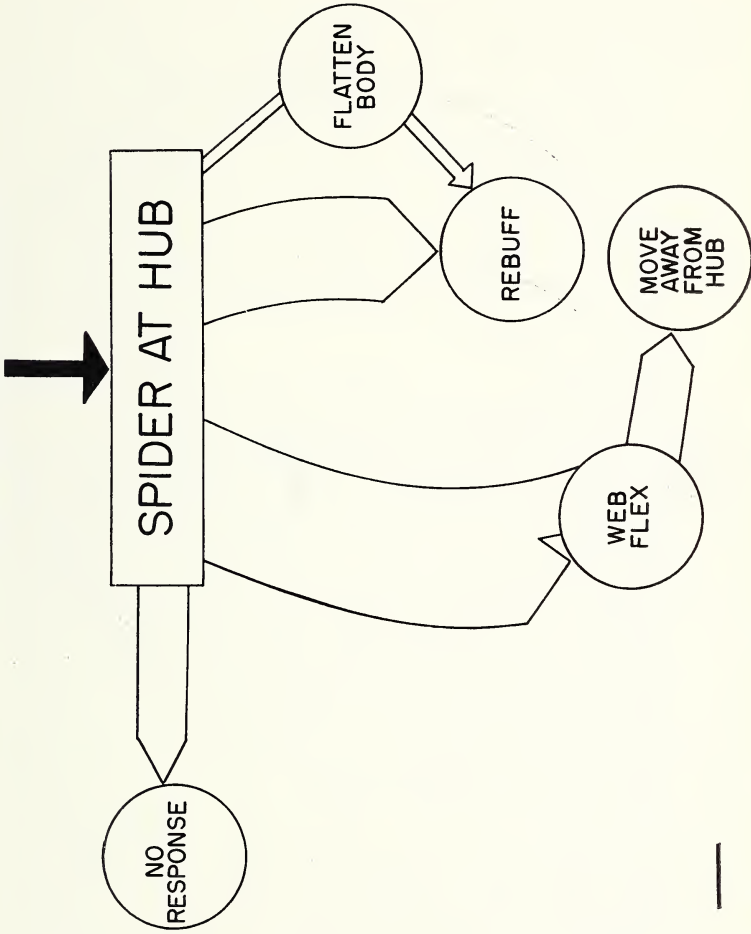 SPIDER AT HUB
NO
RESPONSE
WEB
FLEX
MOVE
AWAY
FROM
HUB
REBUFF
FLATTEN
BODY